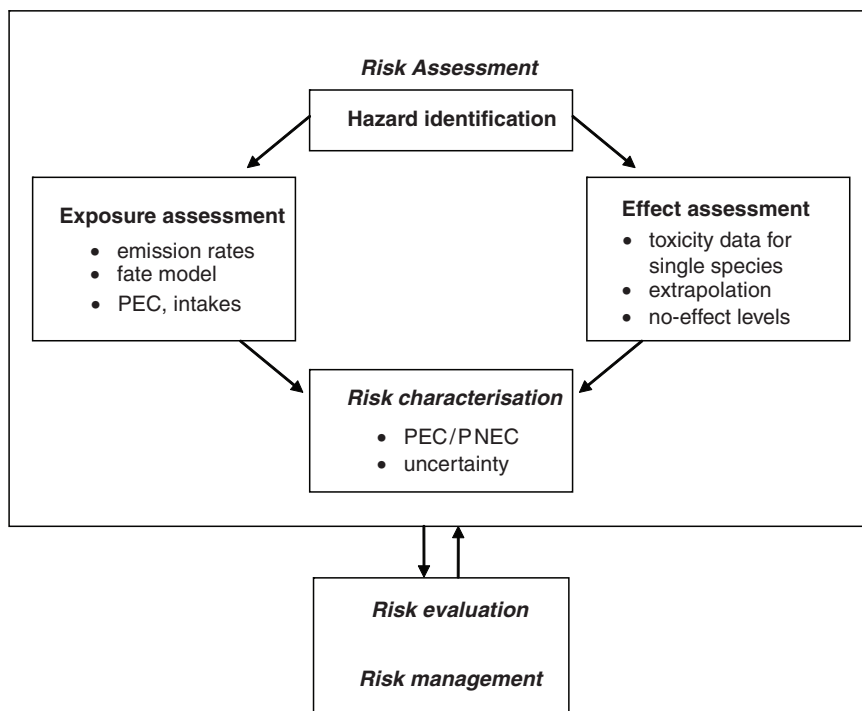 Risk Assessment
Hazard identification
Exposure assessment
• emission rates
• fate model
• PEC, intakes
Effect assessment
• toxicity data for
single species
• extrapolation
• no-effect levels
Risk characterisation
• PEC/PNEC
• uncertainty
Risk evaluation
Risk management